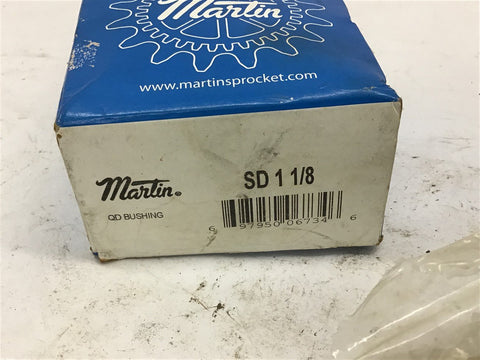 Martin
www.martinsprocket.com
Martin®
SD 1 1/8
QD BUSHING
6 97950 06734 6